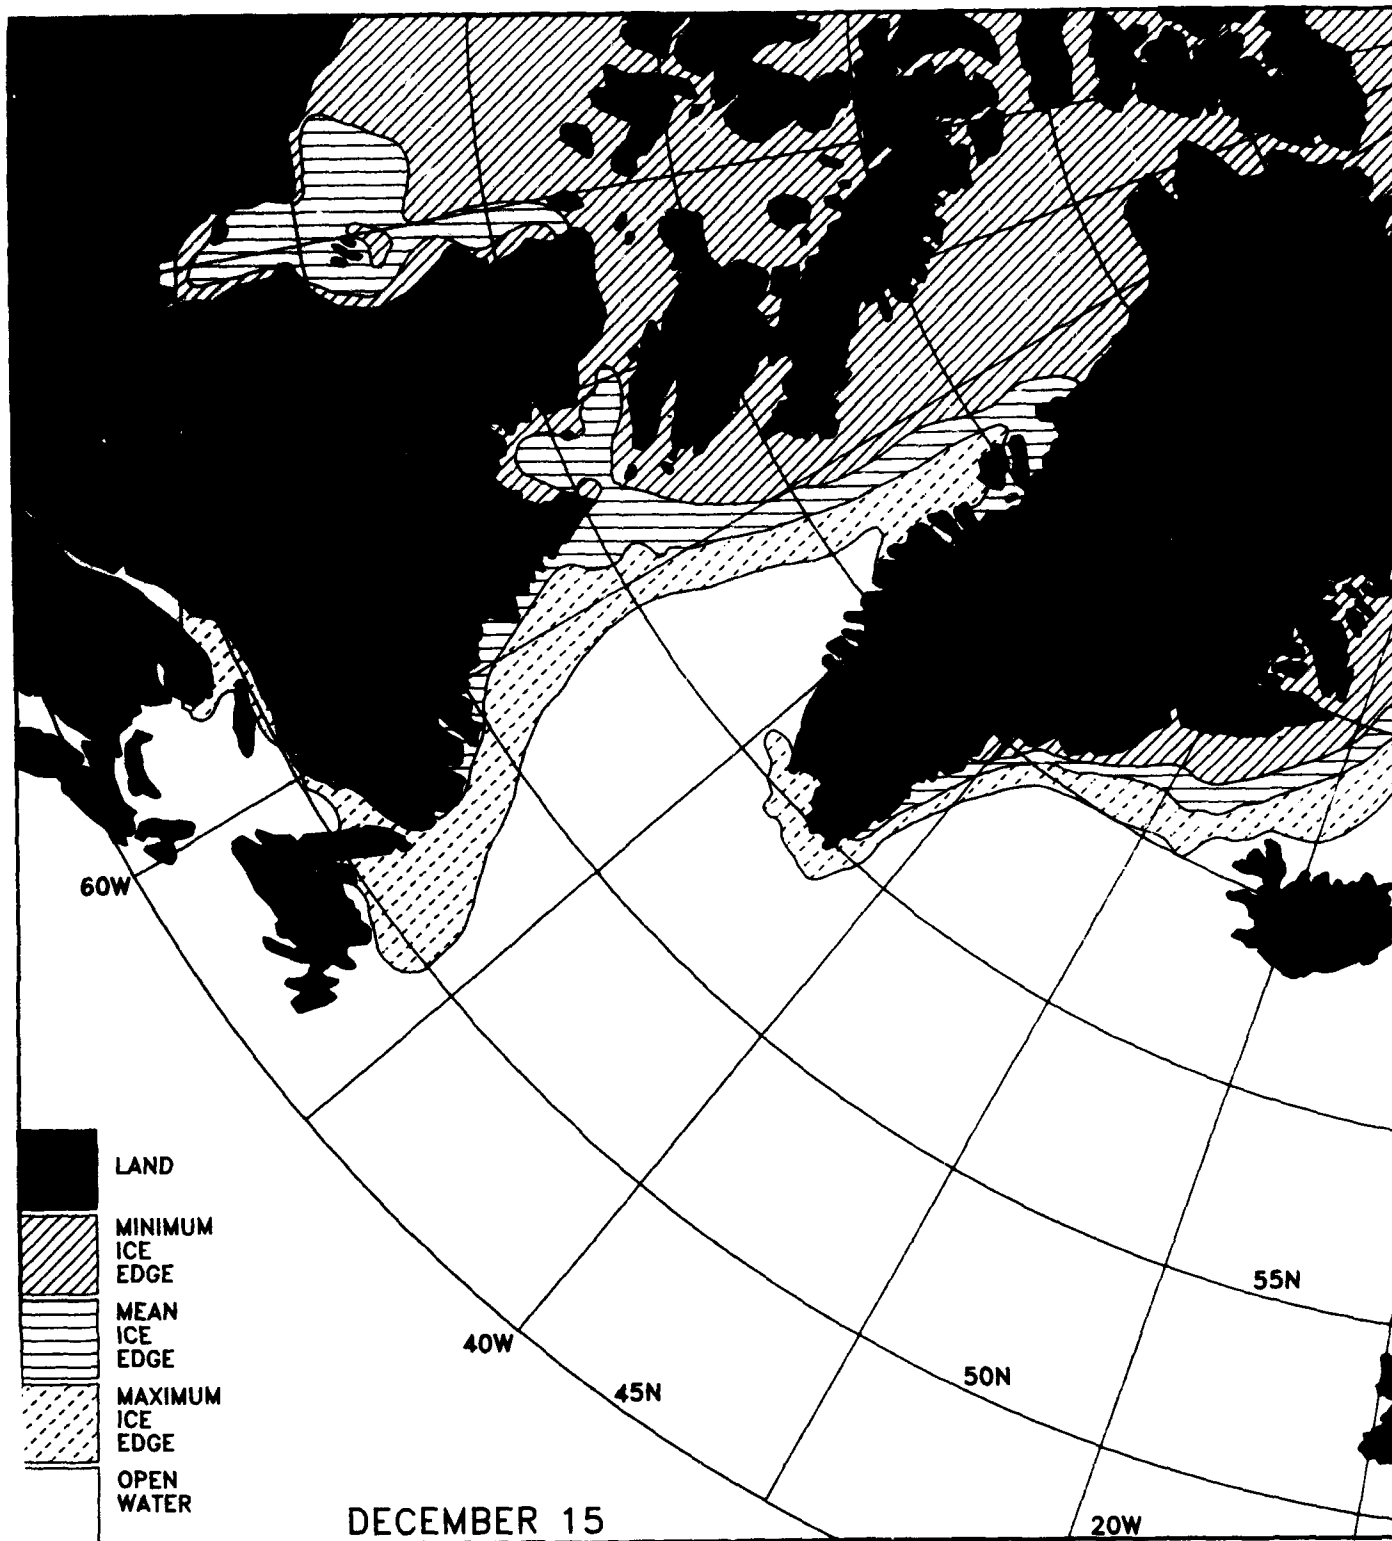 60W
LAND
MINIMUM
ICE
EDGE
MEAN
ICE
EDGE
MAXIMUM
ICE
EDGE
OPEN
WATER
40W
45N
50N
55N
20W
DECEMBER 15